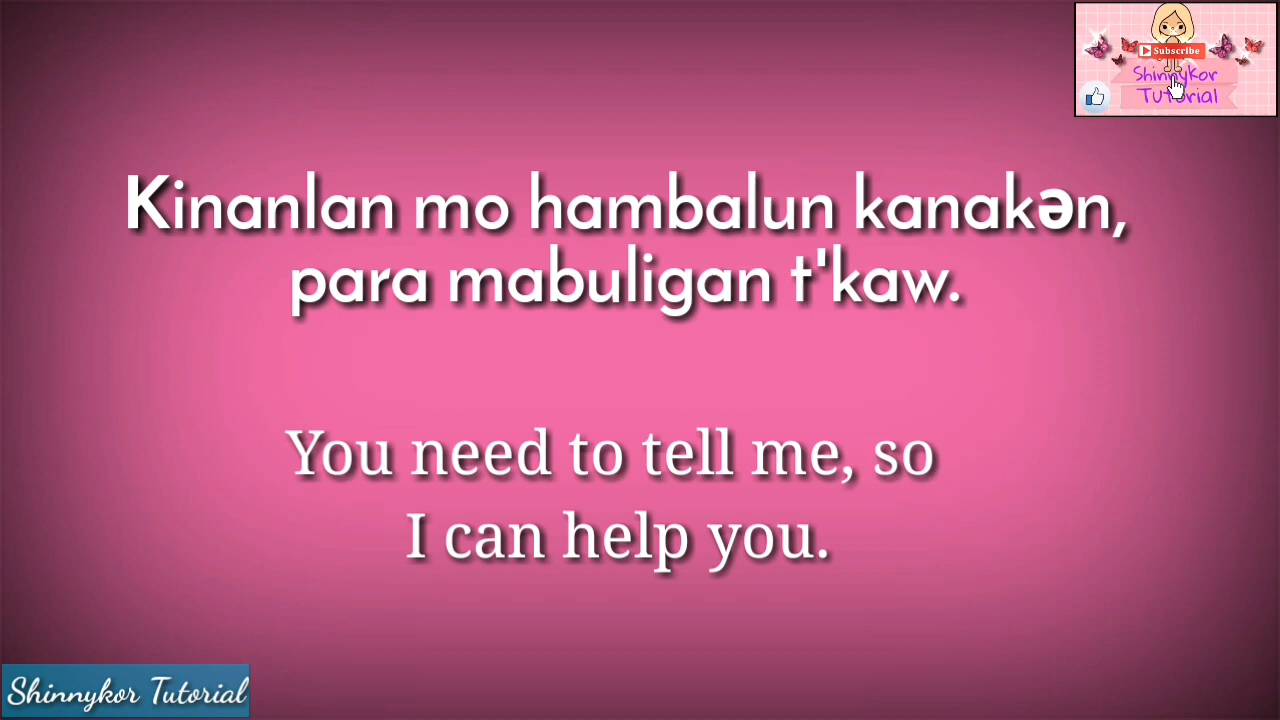 Subscribe
Shinnykor
Tutorial
Kinanlan mo hambalun kanakən,
para mabuligan t'kaw.
You need to tell me, so
I can help you.
Shinnykor Tutorial